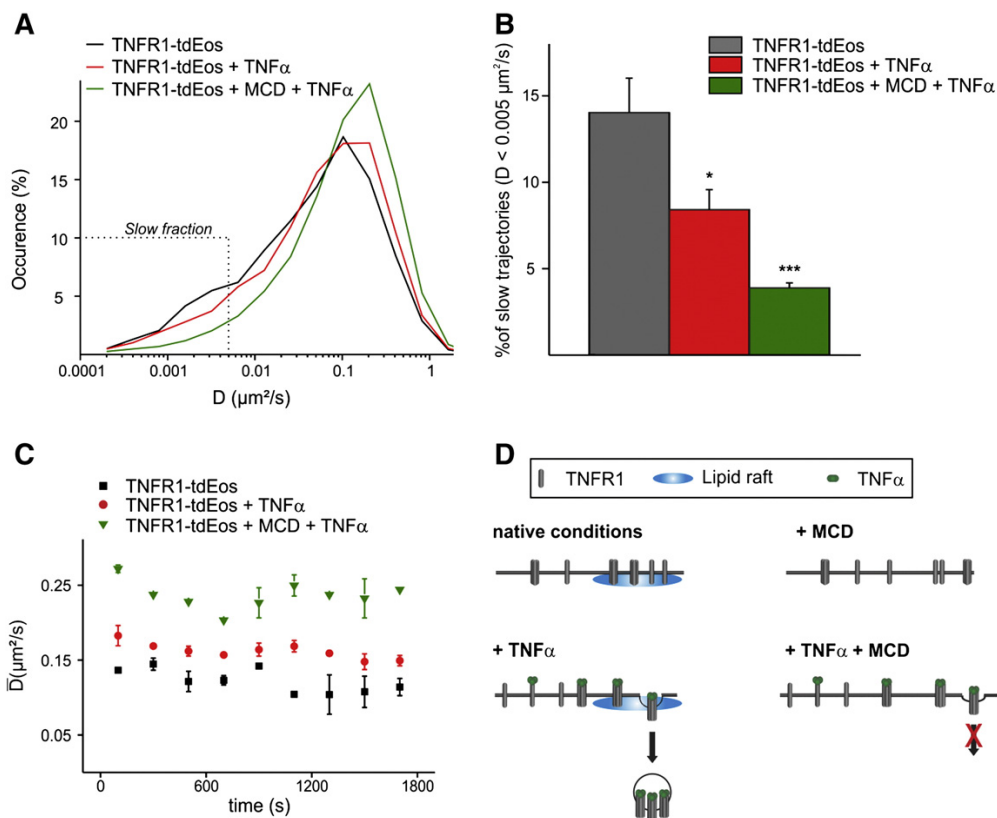 A
TNFR1-tdEos
TNFR1-tdEos + TNFα
TNFR1-tdEos + MCD + TNFα
Occurence (%)
20
15
10
5
Slow fraction
0.0001
0.001
0.01
0.1
1
D (µm²/s)
B
TNFR1-tdEos
TNFR1-tdEos + TNFα
TNFR1-tdEos + MCD + TNFα
%of slow trajectories (D < 0.005 µm²/s)
15
10
5
*
***
C
TNFR1-tdEos
TNFR1-tdEos + TNFα
TNFR1-tdEos + MCD + TNFα
D̅(µm²/s)
0.25
0.15
0.05
0
600
1200
1800
time (s)
D
TNFR1
Lipid raft
TNFα
native conditions
+ MCD
+ TNFα
+ TNFα + MCD
X